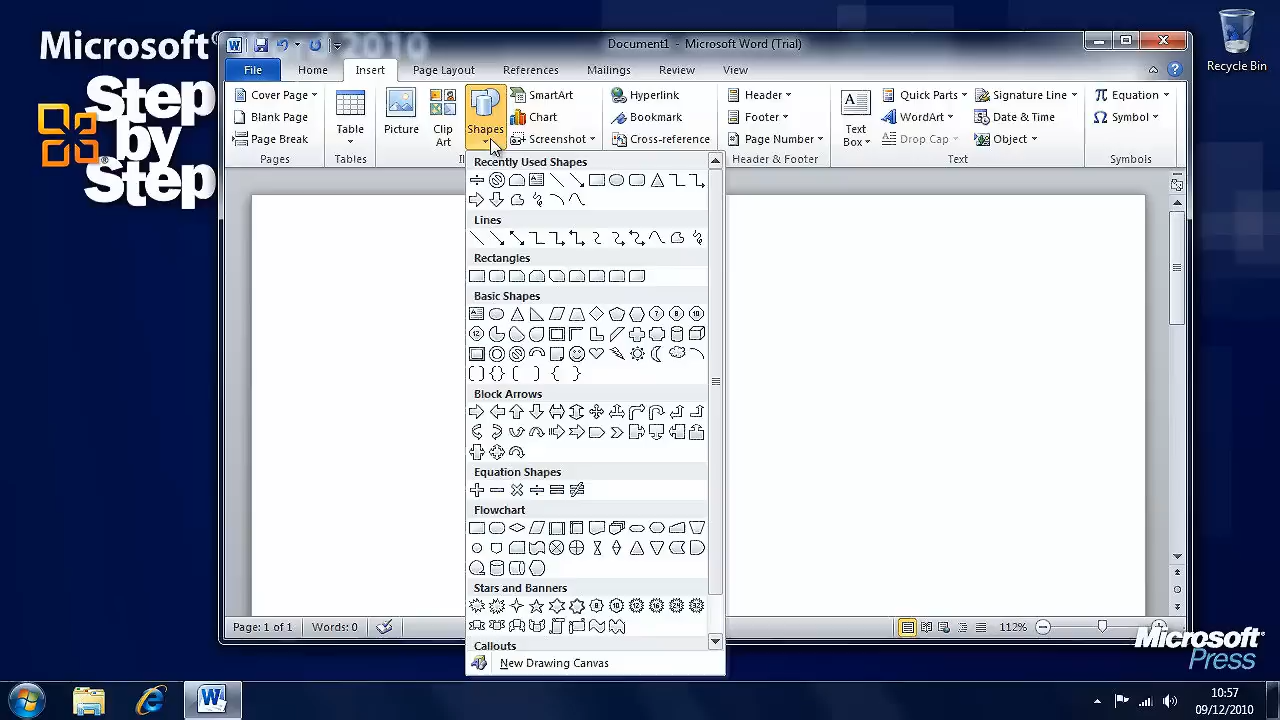 Microsoft® Word 2010
Step
by
Step
Document1 - Microsoft Word (Trial)
Recycle Bin
File Home Insert Page Layout References Mailings Review View
Cover Page
Blank Page
Page Break
Pages
Table
Tables
Picture
Clip
Art
Shapes
SmartArt
Chart
Screenshot
Hyperlink
Bookmark
Cross-reference
Header
Footer
Page Number
Header & Footer
Text
Box
Quick Parts
WordArt
Drop Cap
Signature Line
Date & Time
Object
Text
Equation
Symbol
Symbols
Recently Used Shapes
Lines
Rectangles
Basic Shapes
Block Arrows
Equation Shapes
Flowchart
Stars and Banners
Callouts
New Drawing Canvas
Page: 1 of 1 Words: 0 112%
Microsoft®
Press
10:57
09/12/2010